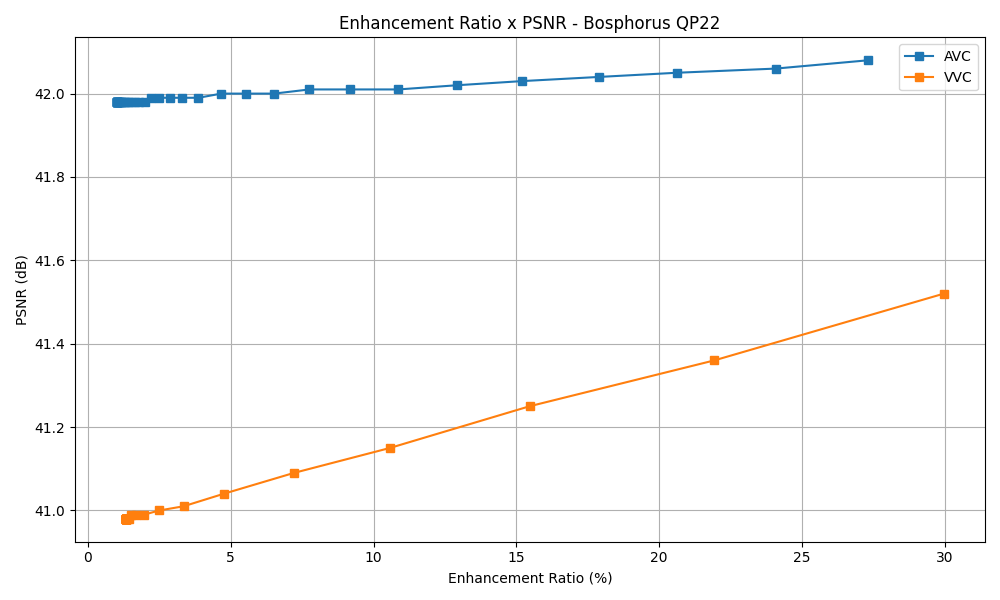 Enhancement Ratio x PSNR - Bosphorus QP22
AVC
VVC
PSNR (dB)
42.0
41.8
41.6
41.4
41.2
41.0
0 5 10 15 20 25 30
Enhancement Ratio (%)